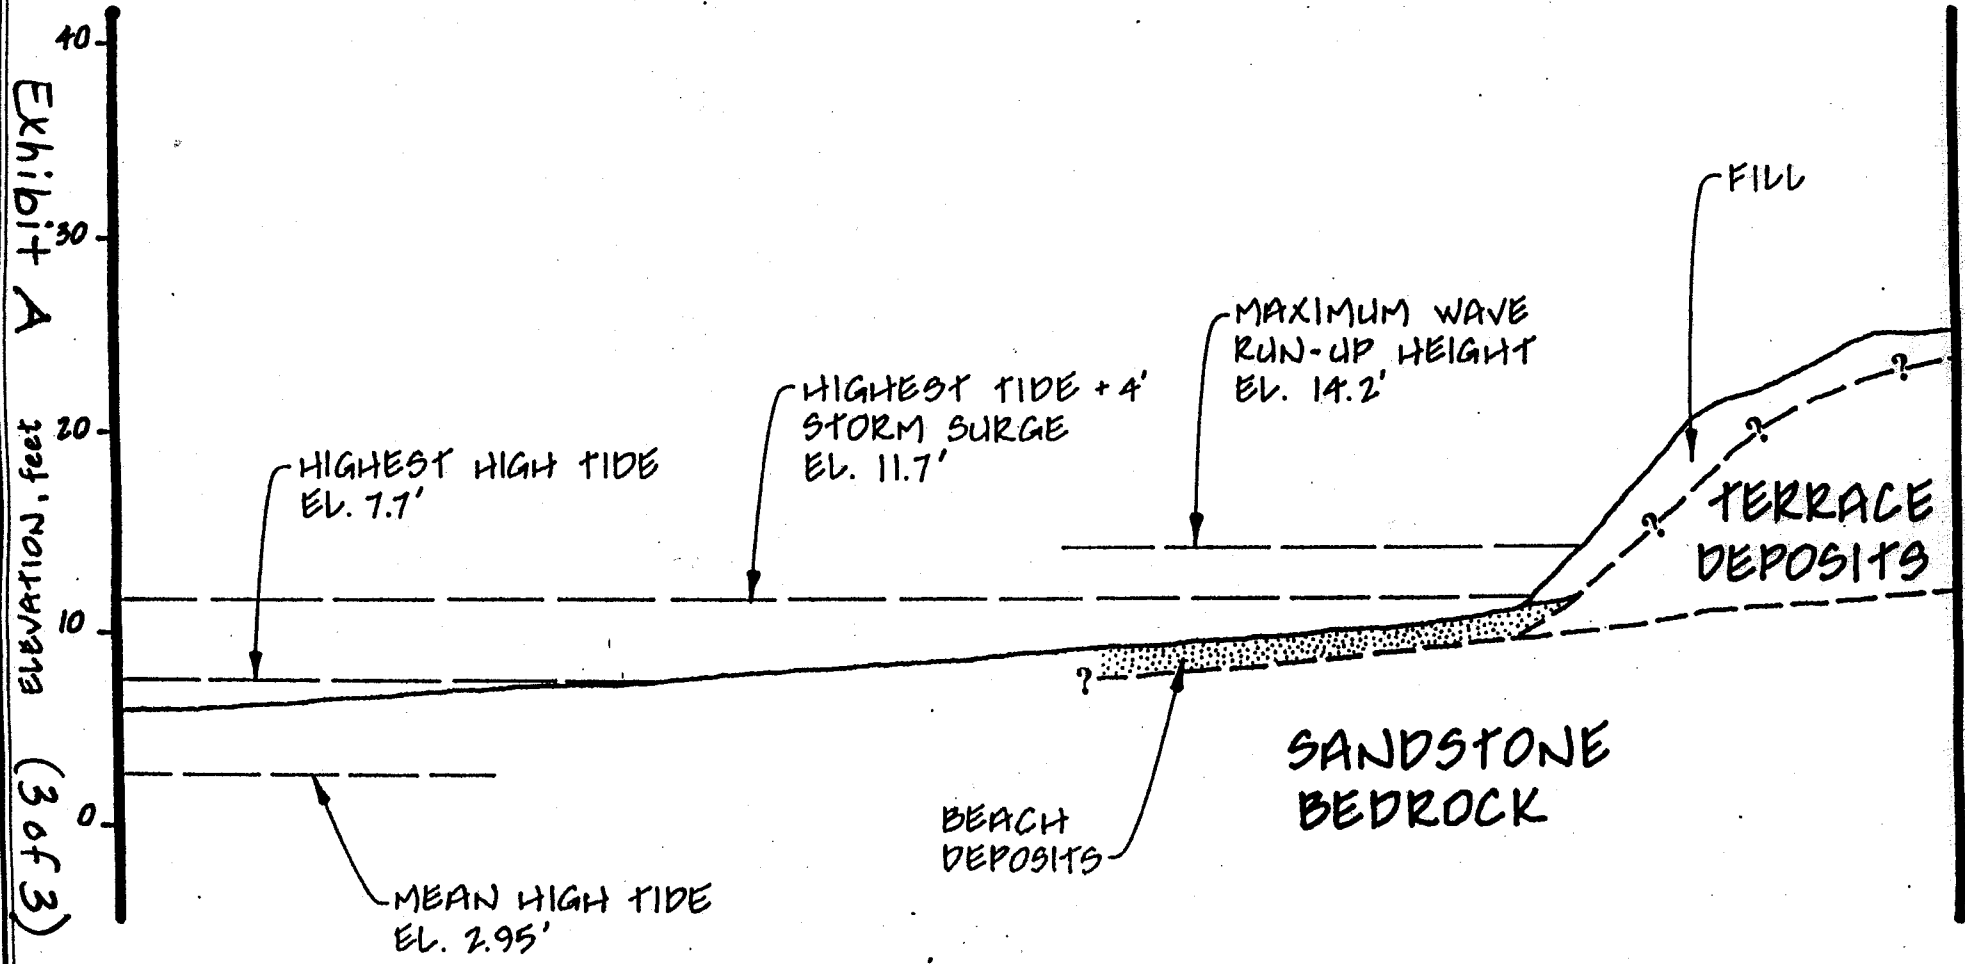 Exhibit A (3 of 3)
ELEVATION, feet
40
30
20
10
0
FILL
MAXIMUM WAVE
RUN-UP HEIGHT
EL. 14.2'
HIGHEST TIDE + 4'
STORM SURGE
EL. 11.7'
HIGHEST HIGH TIDE
EL. 7.7'
?
?
?
TERRACE
DEPOSITS
?
SANDSTONE
BEDROCK
BEACH
DEPOSITS
MEAN HIGH TIDE
EL. 2.95'